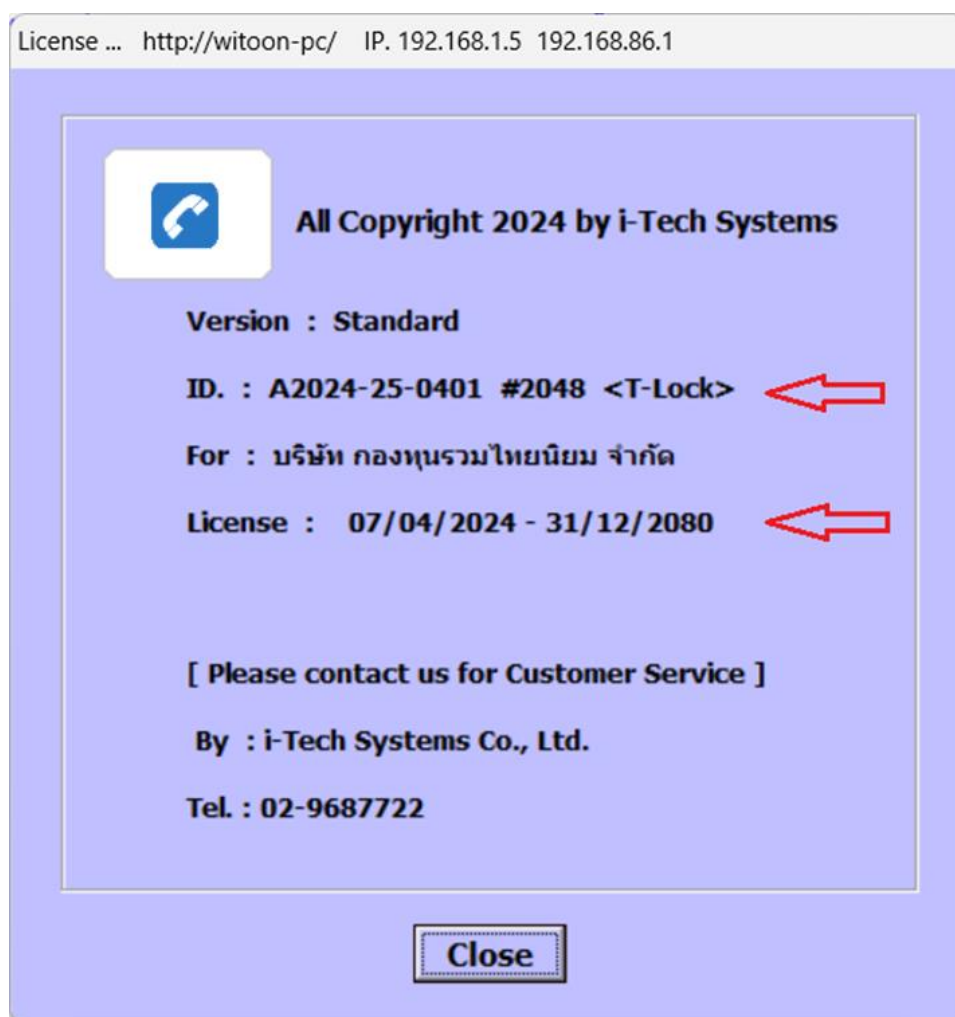 License ... http://witoon-pc/ IP. 192.168.1.5 192.168.86.1
All Copyright 2024 by i-Tech Systems
Version : Standard
ID. : A2024-25-0401 #2048 <T-Lock>
For : บริษัท กองทุนรวมไทยนิยม จำกัด
License : 07/04/2024 - 31/12/2080
[ Please contact us for Customer Service ]
By : i-Tech Systems Co., Ltd.
Tel. : 02-9687722
Close